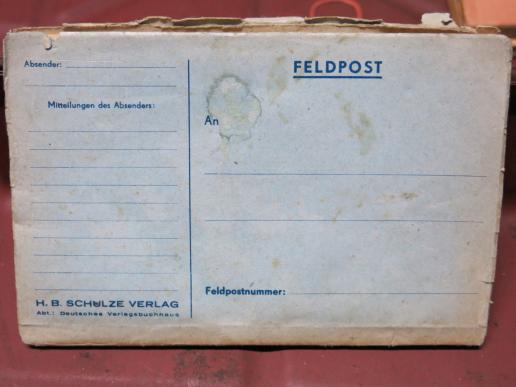 Absender:
Mitteilungen des Absenders:
H. B. SCHULZE VERLAG
Abt.: Deutsches Verlagsbuchhaus
FELDPOST
An
Feldpostnummer: